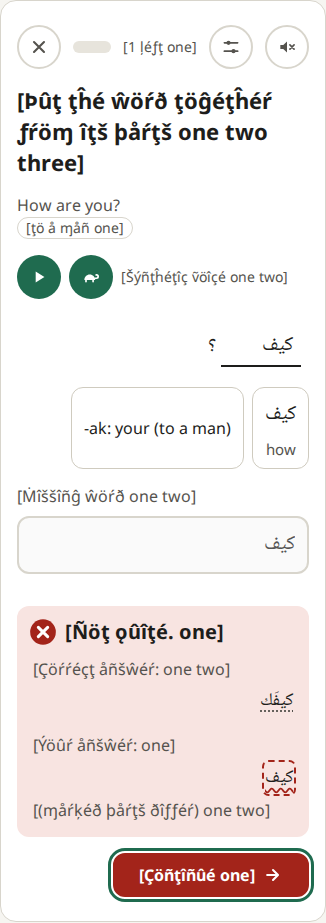 [1 ļéƒţ one]
[Þûţ ţĥé ŵöŕð ţöĝéţĥéŕ
ƒŕöɱ îţš þåŕţš one two
three]
How are you?
[ţö å ɱåñ one]
[Šýñţĥéţîç ṽöîçé one two]
كيف ؟
كيف
how
-ak: your (to a man)
[Ṁîššîñĝ ŵöŕð one two]
كيف
[Ñöţ ǫûîţé. one]
[Çöŕŕéçţ åñšŵéŕ: one two]
كيفَك
[Ýöûŕ åñšŵéŕ: one]
كيف
[(ɱåŕķéð þåŕţš ðîƒƒéŕ) one two]
[Çöñţîñûé one]